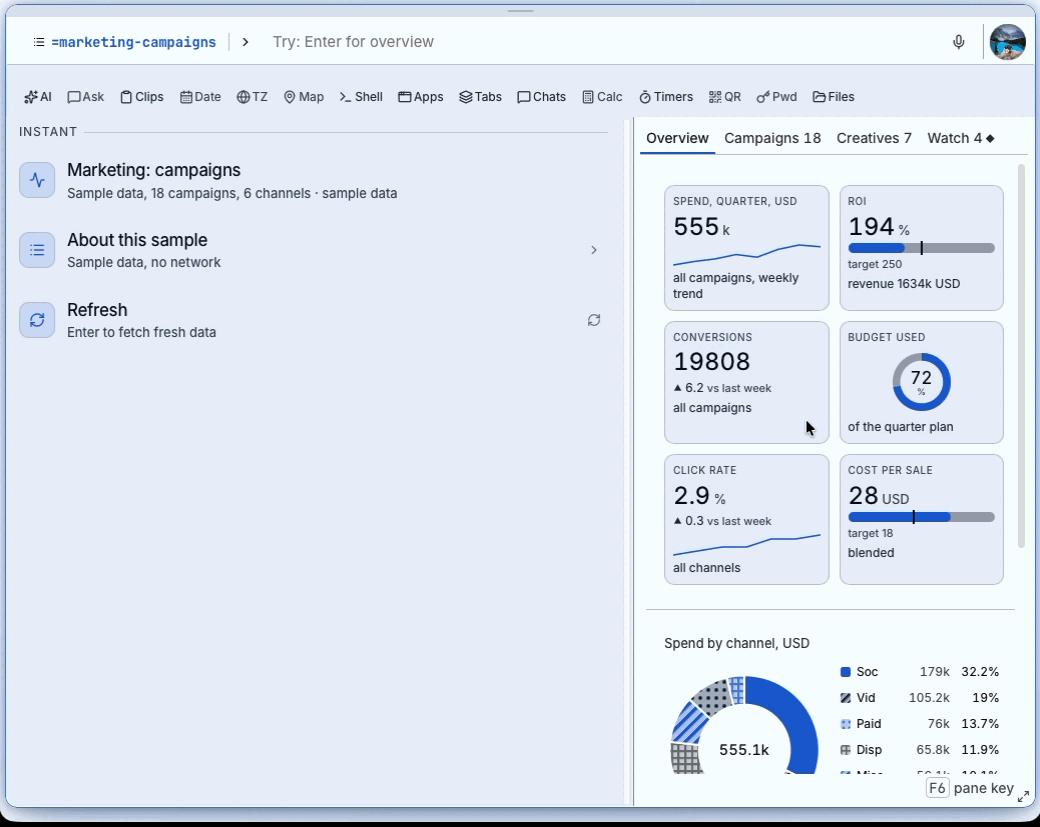 =marketing-campaigns
Try: Enter for overview
AI Ask Clips Date TZ Map Shell Apps Tabs Chats Calc Timers QR Pwd Files
INSTANT
Marketing: campaigns
Sample data, 18 campaigns, 6 channels · sample data
About this sample
Sample data, no network
Refresh
Enter to fetch fresh data
Overview Campaigns 18 Creatives 7 Watch 4 ◆
SPEND, QUARTER, USD
555 k
all campaigns, weekly
trend
ROI
194 %
target 250
revenue 1634k USD
CONVERSIONS
19808
▲ 6.2 vs last week
all campaigns
BUDGET USED
72
%
of the quarter plan
CLICK RATE
2.9 %
▲ 0.3 vs last week
all channels
COST PER SALE
28 USD
target 18
blended
Spend by channel, USD
555.1k
Soc 179k 32.2%
Vid 105.2k 19%
Paid 76k 13.7%
Disp 65.8k 11.9%
F6 pane key